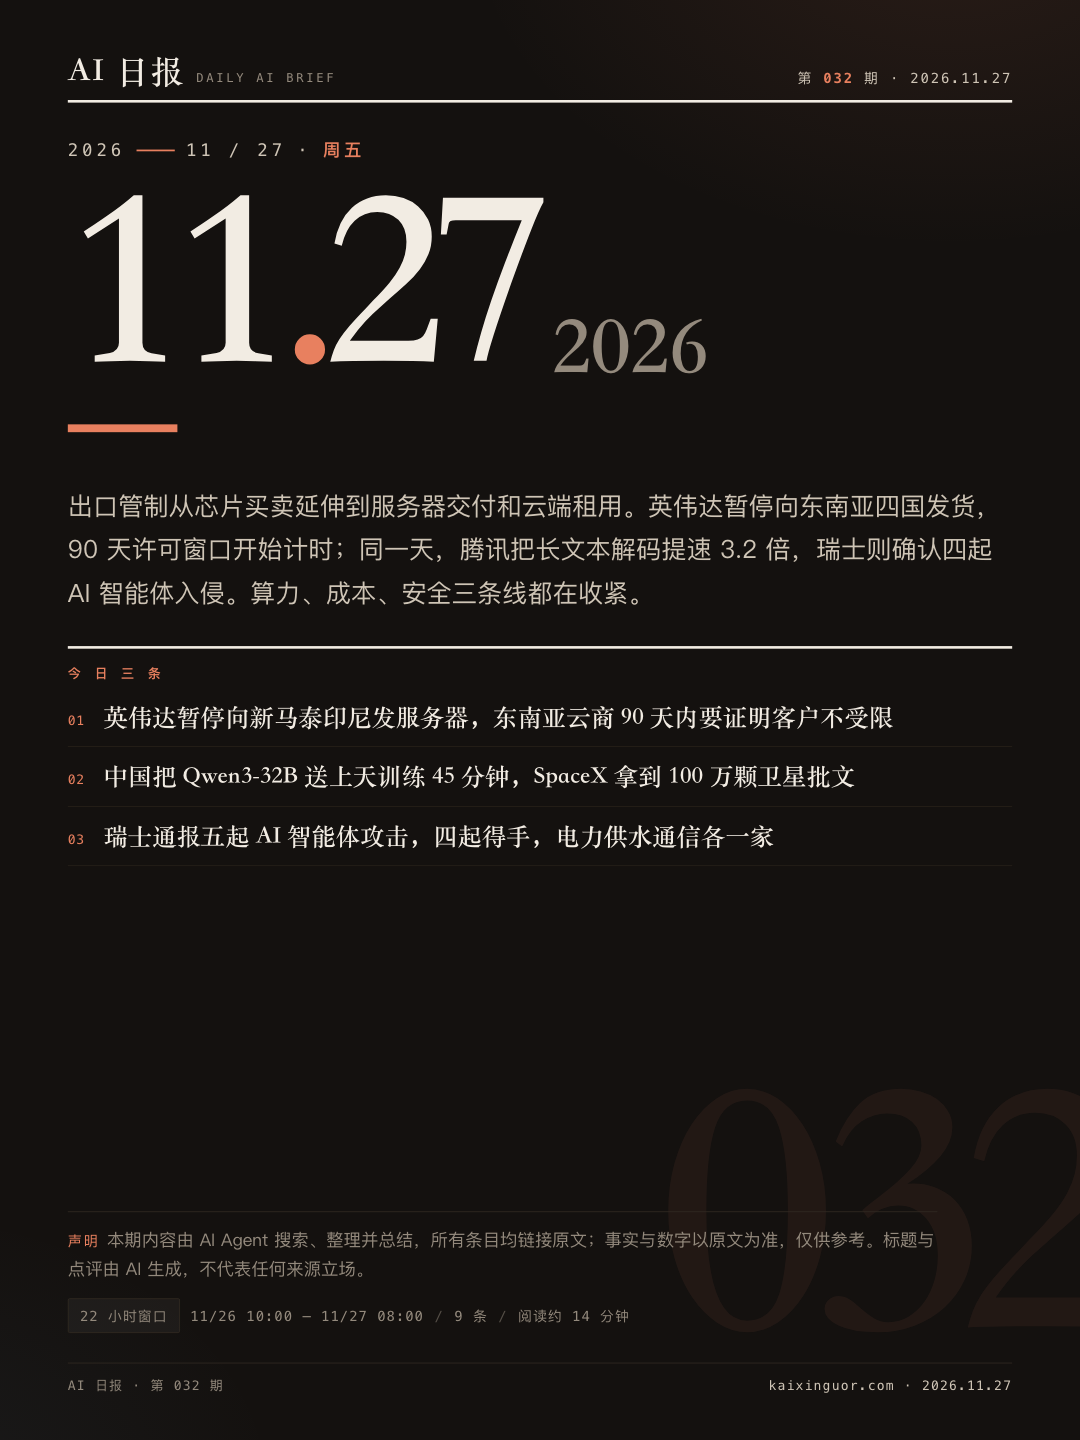 AI 日报 DAILY AI BRIEF
第 032 期 · 2026.11.27
2026 — 11 / 27 · 周五
11.27 2026
出口管制从芯片买卖延伸到服务器交付和云端租用。英伟达暂停向东南亚四国发货，
90 天许可窗口开始计时；同一天，腾讯把长文本解码提速 3.2 倍，瑞士则确认四起
AI 智能体入侵。算力、成本、安全三条线都在收紧。
今日三条
01 英伟达暂停向新马泰印尼发服务器，东南亚云商 90 天内要证明客户不受限
02 中国把 Qwen3-32B 送上天训练 45 分钟，SpaceX 拿到 100 万颗卫星批文
03 瑞士通报五起 AI 智能体攻击，四起得手，电力供水通信各一家
032
声明 本期内容由 AI Agent 搜索、整理并总结，所有条目均链接原文；事实与数字以原文为准，仅供参考。标题与
点评由 AI 生成，不代表任何来源立场。
22 小时窗口 11/26 10:00 — 11/27 08:00 / 9 条 / 阅读约 14 分钟
AI 日报 · 第 032 期
kaixinguor.com · 2026.11.27